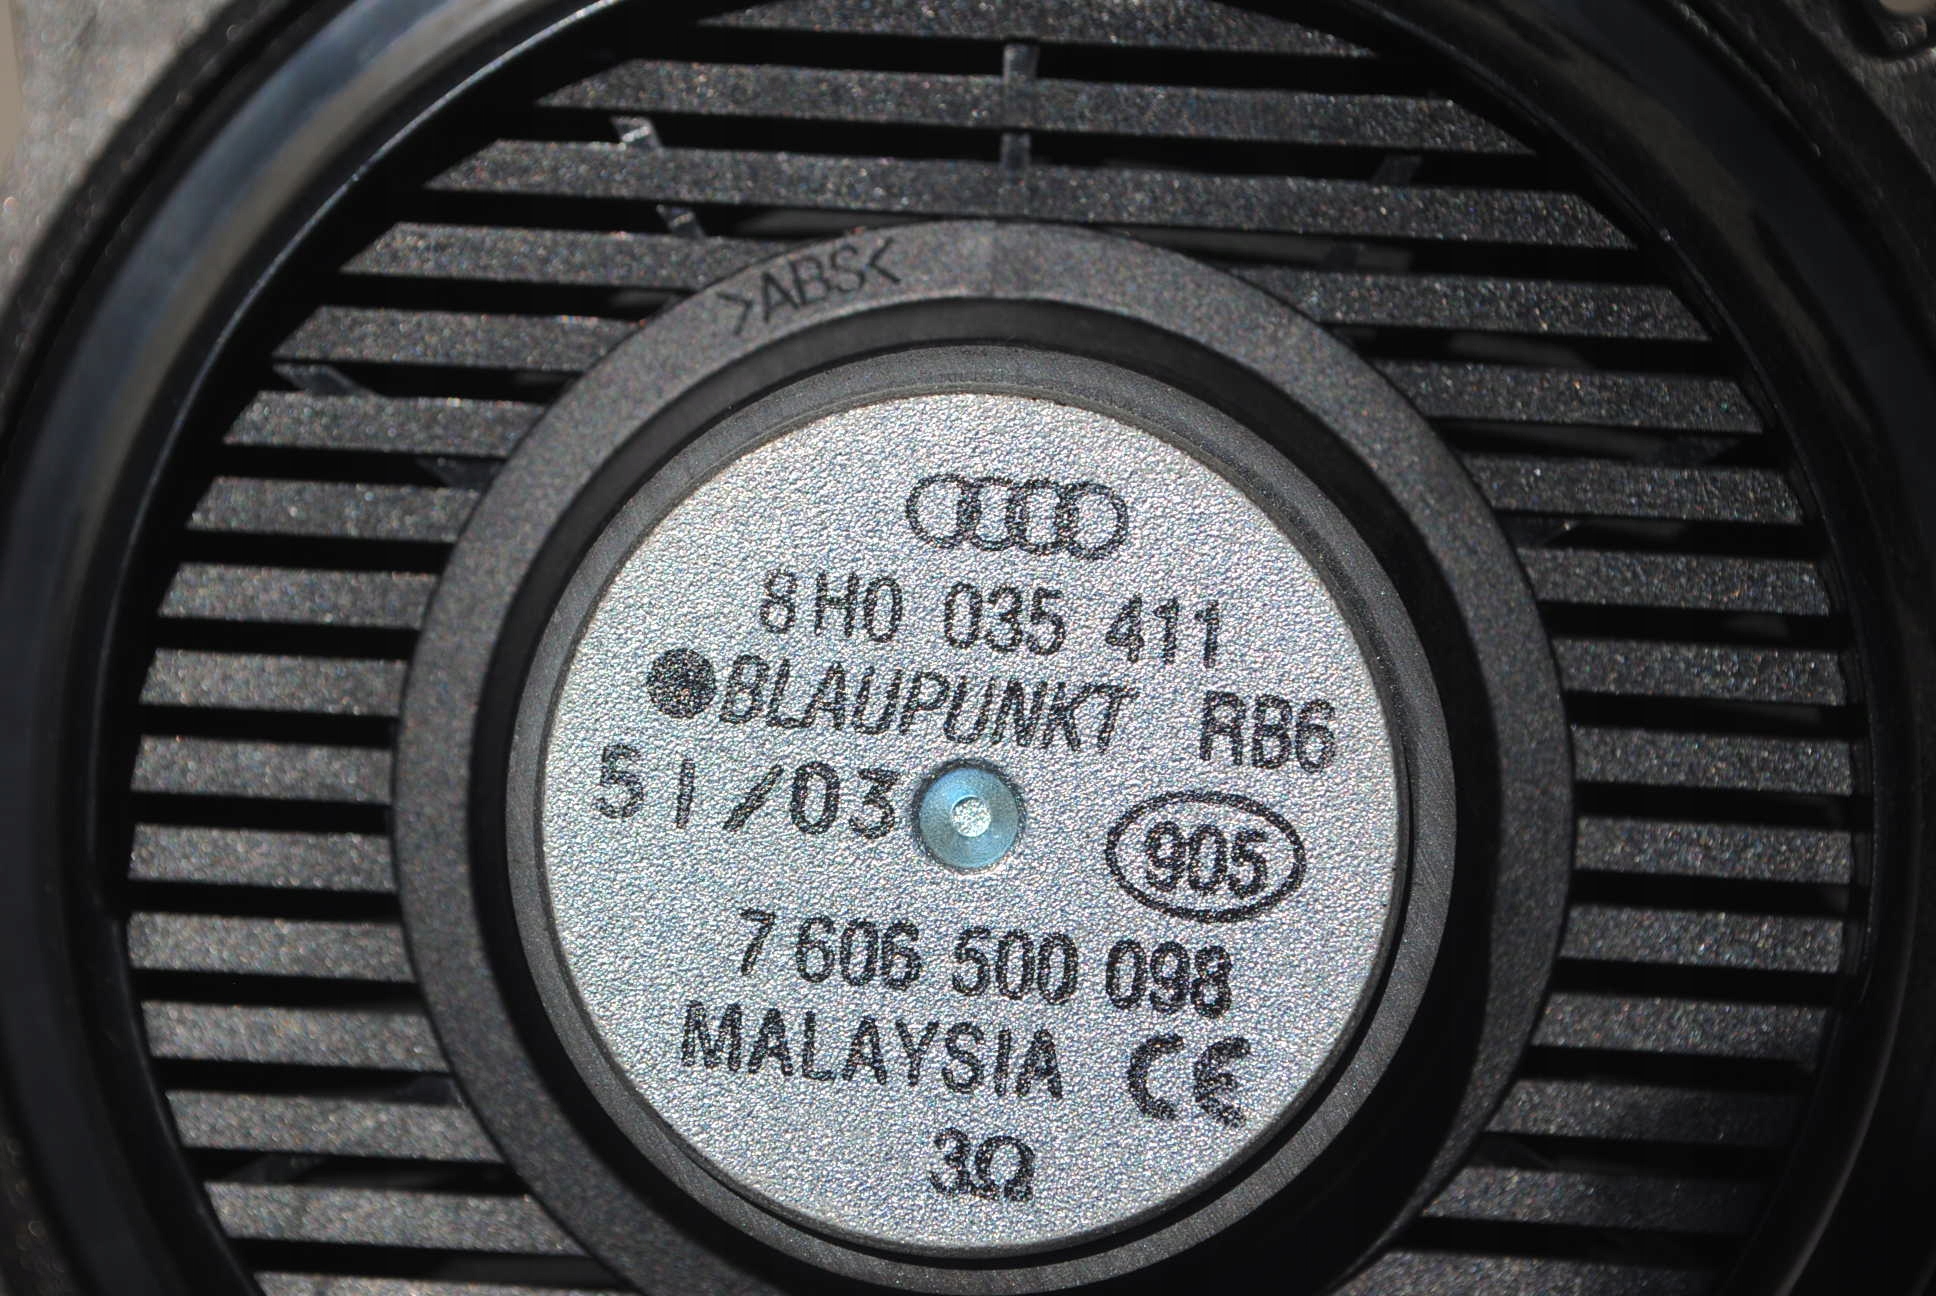 >ABS<
8H0 035 411
BLAUPUNKT RB6
51/03
905
7 606 500 098
MALAYSIA CE
3Ω